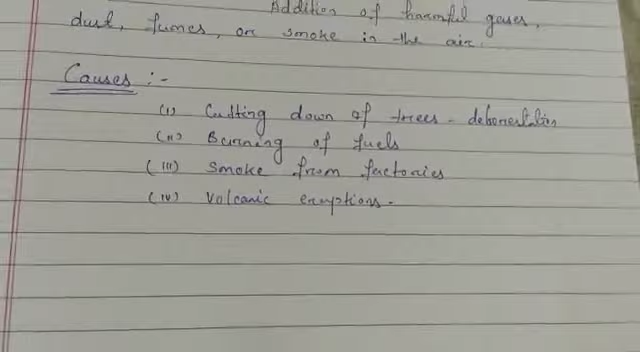 Addition of harmful gases,
dust, fumes, or smoke in the air.
Causes :-
(i) Cutting down of trees - deforestation
(ii) Burning of fuels
(iii) Smoke from factories
(iv) Volcanic eruptions.